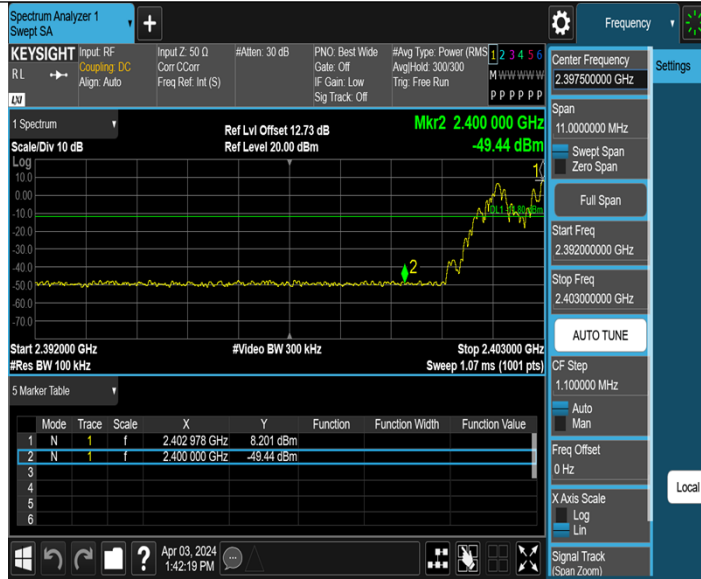 Spectrum Analyzer 1
Swept SA
+
Frequency
KEYSIGHT
RL
LXI
Input: RF
Coupling: DC
Align: Auto
Input Z: 50 Ω
Corr CCorr
Freq Ref: Int (S)
#Atten: 30 dB
PNO: Best Wide
Gate: Off
IF Gain: Low
Sig Track: Off
#Avg Type: Power (RMS
Avg|Hold: 300/300
Trig: Free Run
1 2 3 4 5 6
M W W W W W
P P P P P P
1 Spectrum
Scale/Div 10 dB
Ref Lvl Offset 12.73 dB
Ref Level 20.00 dBm
Mkr2 2.400 000 GHz
-49.44 dBm
Log
10.0
0.00
-10.0
-20.0
-30.0
-40.0
-50.0
-60.0
-70.0
1
2
Start 2.392000 GHz
#Video BW 300 kHz
Stop 2.403000 GHz
#Res BW 100 kHz
Sweep 1.07 ms (1001 pts)
5 Marker Table
Mode Trace Scale X Y Function Function Width Function Value
1 N 1 f 2.402 978 GHz 8.201 dBm
2 N 1 f 2.400 000 GHz -49.44 dBm
3
4
5
6
?
Apr 03, 2024
1:42:19 PM
Center Frequency
2.397500000 GHz
Settings
Span
11.0000000 MHz
Swept Span
Zero Span
Full Span
Start Freq
2.392000000 GHz
Stop Freq
2.403000000 GHz
AUTO TUNE
CF Step
1.100000 MHz
Auto
Man
Freq Offset
0 Hz
Local
X Axis Scale
Log
Lin
Signal Track
(Span Zoom)